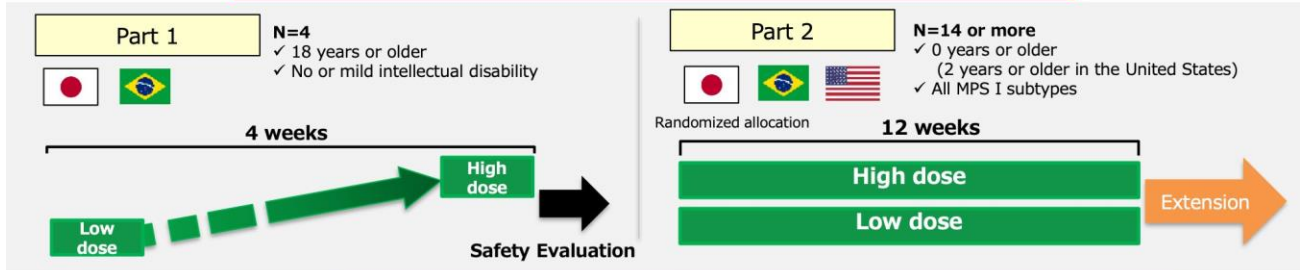 Part 1
N=4
✓ 18 years or older
✓ No or mild intellectual disability
4 weeks
Low
dose
High
dose
Safety Evaluation
Part 2
N=14 or more
✓ 0 years or older
(2 years or older in the United States)
✓ All MPS I subtypes
Randomized allocation
12 weeks
High dose
Low dose
Extension